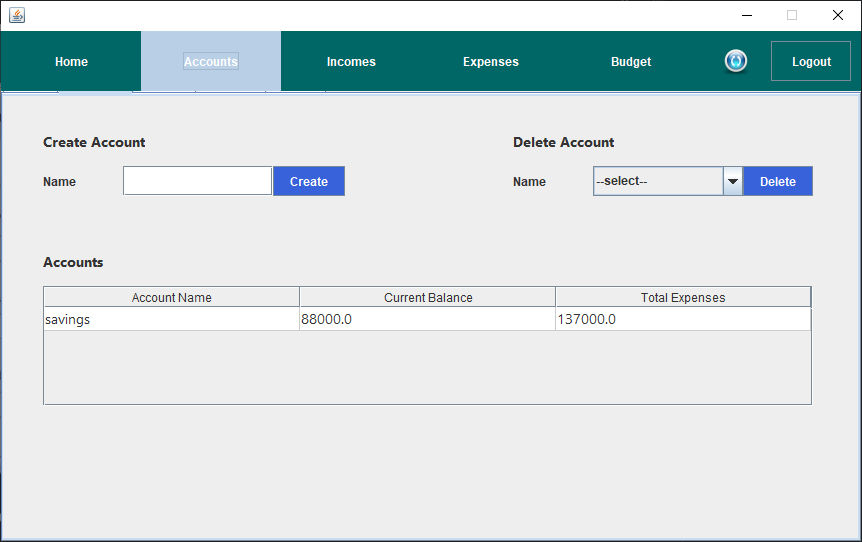 Home Accounts Incomes Expenses Budget Logout
Create Account Delete Account
Name Create Name --select-- Delete
Accounts
Account Name Current Balance Total Expenses
savings 88000.0 137000.0